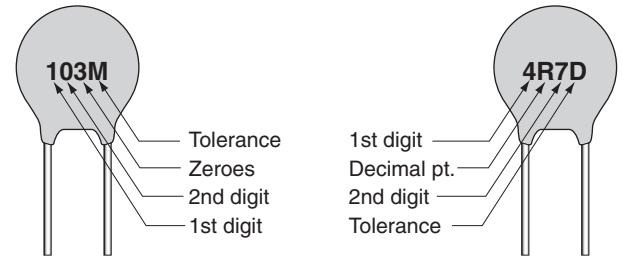 103M
Tolerance
Zeroes
2nd digit
1st digit
4R7D
1st digit
Decimal pt.
2nd digit
Tolerance